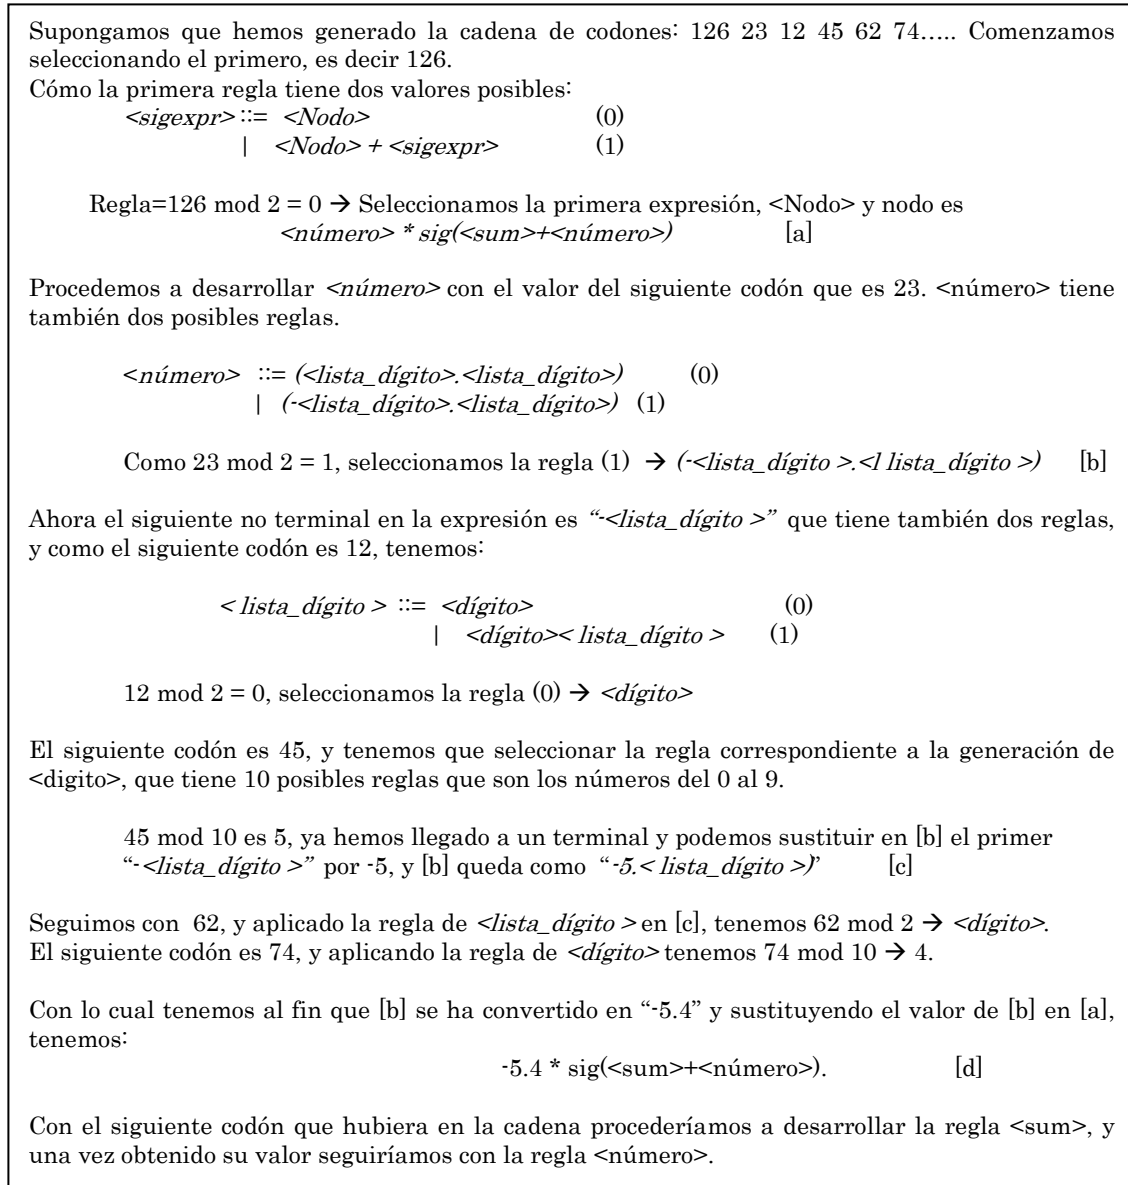 Supongamos que hemos generado la cadena de codones: 126 23 12 45 62 74….. Comenzamos
seleccionando el primero, es decir 126.
Cómo la primera regla tiene dos valores posibles:
<sigexpr> ::= <Nodo> (0)
| <Nodo> + <sigexpr> (1)
Regla=126 mod 2 = 0 → Seleccionamos la primera expresión, <Nodo> y nodo es
<número> * sig(<sum>+<número>) [a]
Procedemos a desarrollar <número> con el valor del siguiente codón que es 23. <número> tiene
también dos posibles reglas.
<número> ::= (<lista_dígito>.<lista_dígito>) (0)
| (-<lista_dígito>.<lista_dígito>) (1)
Como 23 mod 2 = 1, seleccionamos la regla (1) → (-<lista_dígito >.<l lista_dígito >) [b]
Ahora el siguiente no terminal en la expresión es “-<lista_dígito >” que tiene también dos reglas,
y como el siguiente codón es 12, tenemos:
< lista_dígito > ::= <dígito> (0)
| <dígito>< lista_dígito > (1)
12 mod 2 = 0, seleccionamos la regla (0) → <dígito>
El siguiente codón es 45, y tenemos que seleccionar la regla correspondiente a la generación de
<digito>, que tiene 10 posibles reglas que son los números del 0 al 9.
45 mod 10 es 5, ya hemos llegado a un terminal y podemos sustituir en [b] el primer
“-<lista_dígito >” por -5, y [b] queda como “-5.< lista_dígito >)” [c]
Seguimos con 62, y aplicado la regla de <lista_dígito > en [c], tenemos 62 mod 2 → <dígito>.
El siguiente codón es 74, y aplicando la regla de <dígito> tenemos 74 mod 10 → 4.
Con lo cual tenemos al fin que [b] se ha convertido en “-5.4” y sustituyendo el valor de [b] en [a],
tenemos:
-5.4 * sig(<sum>+<número>). [d]
Con el siguiente codón que hubiera en la cadena procederíamos a desarrollar la regla <sum>, y
una vez obtenido su valor seguiríamos con la regla <número>.